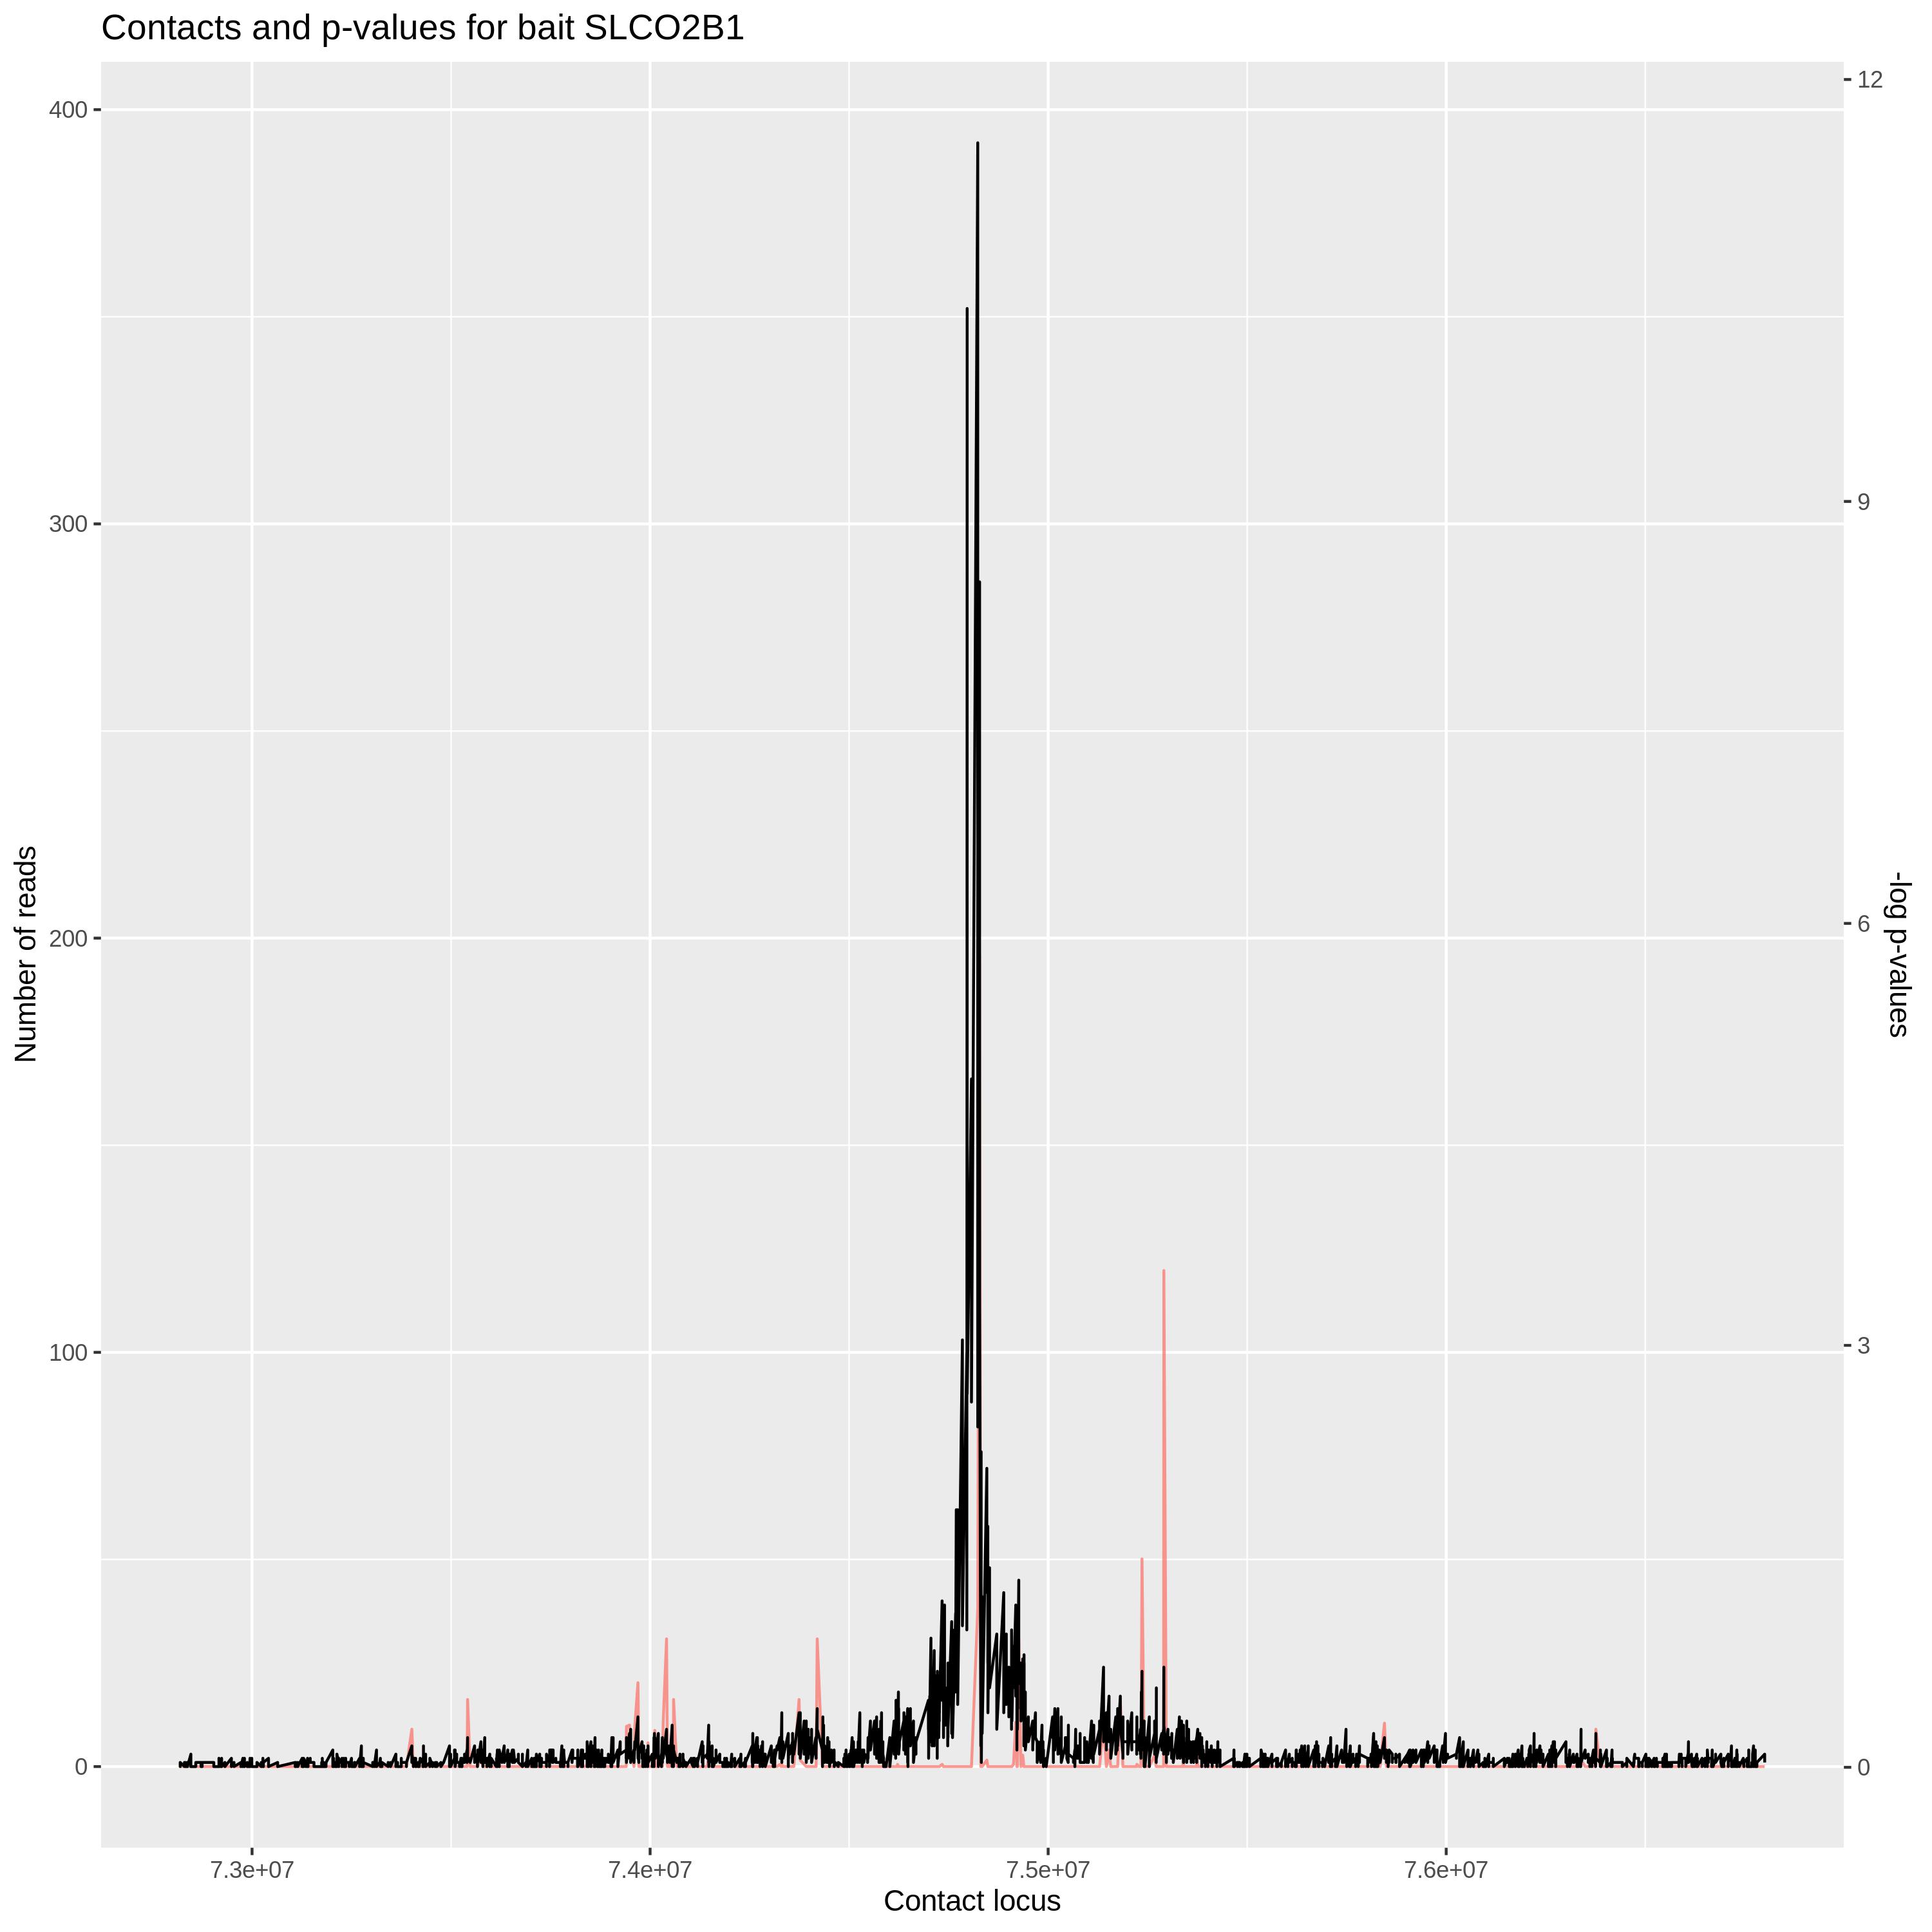 Contacts and p-values for bait SLCO2B1
400
300
200
100
0
12
9
6
3
0
Number of reads
-log p-values
7.3e+07
7.4e+07
7.5e+07
7.6e+07
Contact locus